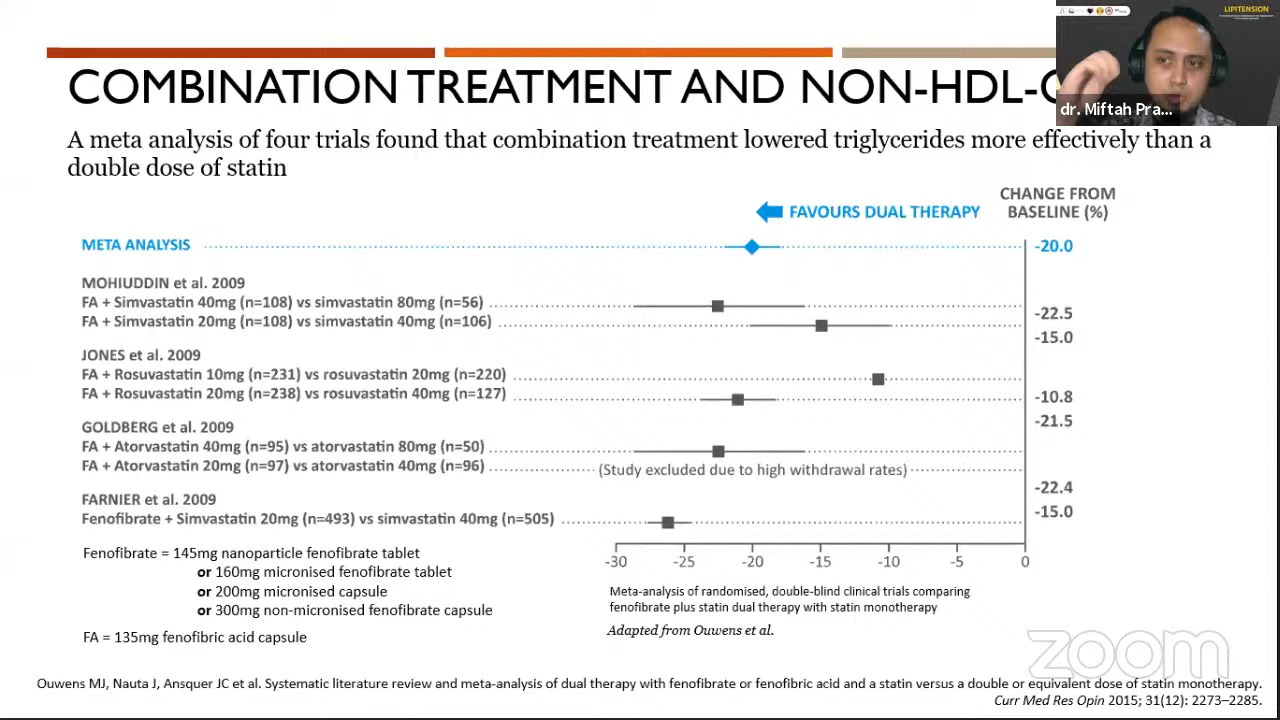 LIPITENSION
COMBINATION TREATMENT AND NON-HDL-
dr. Miftah Pra...
A meta analysis of four trials found that combination treatment lowered triglycerides more effectively than a
double dose of statin
CHANGE FROM
BASELINE (%)
FAVOURS DUAL THERAPY
META ANALYSIS
-20.0
MOHIUDDIN et al. 2009
FA + Simvastatin 40mg (n=108) vs simvastatin 80mg (n=56)
-22.5
FA + Simvastatin 20mg (n=108) vs simvastatin 40mg (n=106)
-15.0
JONES et al. 2009
FA + Rosuvastatin 10mg (n=231) vs rosuvastatin 20mg (n=220)
-10.8
FA + Rosuvastatin 20mg (n=238) vs rosuvastatin 40mg (n=127)
-21.5
GOLDBERG et al. 2009
FA + Atorvastatin 40mg (n=95) vs atorvastatin 80mg (n=50)
FA + Atorvastatin 20mg (n=97) vs atorvastatin 40mg (n=96)
(Study excluded due to high withdrawal rates)
-22.4
FARNIER et al. 2009
-15.0
Fenofibrate + Simvastatin 20mg (n=493) vs simvastatin 40mg (n=505)
-30 -25 -20 -15 -10 -5 0
Fenofibrate = 145mg nanoparticle fenofibrate tablet
or 160mg micronised fenofibrate tablet
or 200mg micronised capsule
or 300mg non-micronised fenofibrate capsule
FA = 135mg fenofibric acid capsule
Meta-analysis of randomised, double-blind clinical trials comparing
fenofibrate plus statin dual therapy with statin monotherapy
Adapted from Ouwens et al.
zoom
Ouwens MJ, Nauta J, Ansquer JC et al. Systematic literature review and meta-analysis of dual therapy with fenofibrate or fenofibric acid and a statin versus a double or equivalent dose of statin monotherapy.
Curr Med Res Opin 2015; 31(12): 2273–2285.